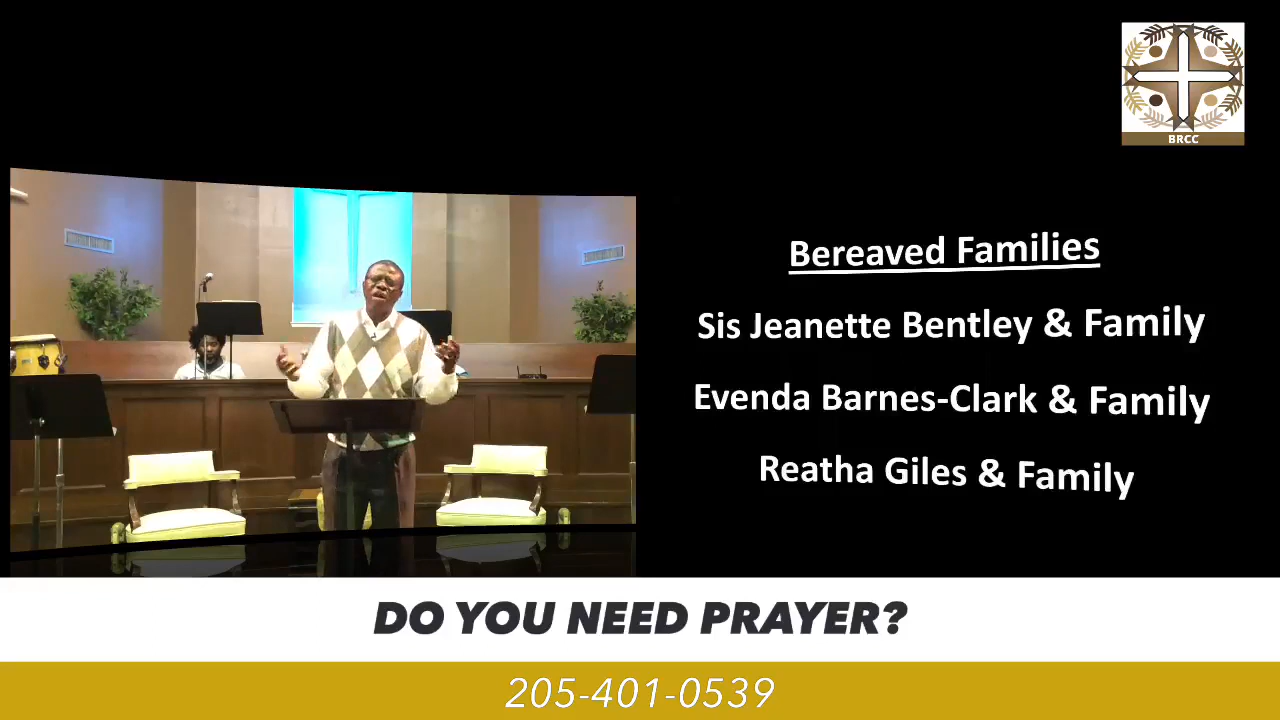 BRCC
Bereaved Families
Sis Jeanette Bentley & Family
Evenda Barnes-Clark & Family
Reatha Giles & Family
DO YOU NEED PRAYER?
205-401-0539